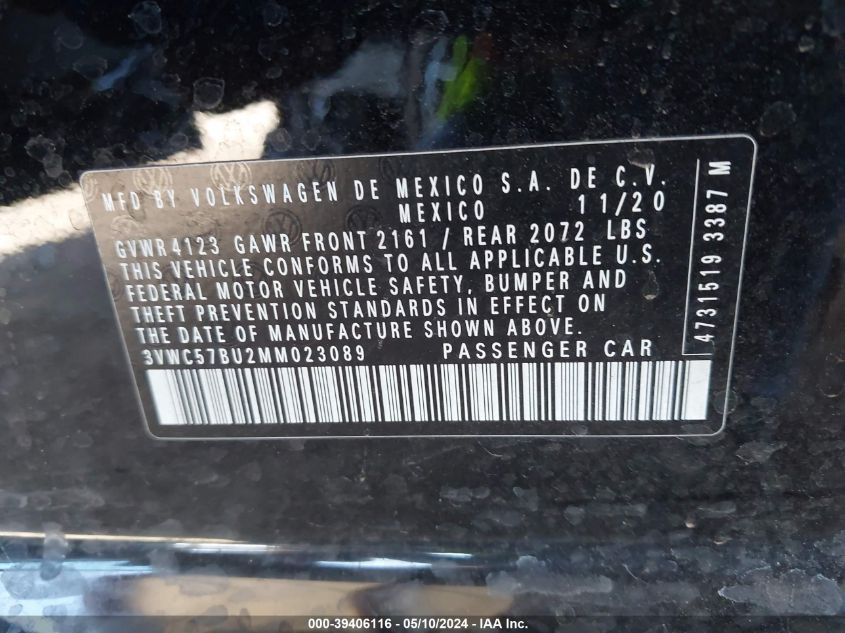 MFD BY VOLKSWAGEN DE MEXICO S.A. DE C.V.
MEXICO 11/20
GVWR 4123 GAWR FRONT 2161 / REAR 2072 LBS
THIS VEHICLE CONFORMS TO ALL APPLICABLE U.S.
FEDERAL MOTOR VEHICLE SAFETY, BUMPER AND
THEFT PREVENTION STANDARDS IN EFFECT ON
THE DATE OF MANUFACTURE SHOWN ABOVE.
3VWC57BU2MM023089 PASSENGER CAR
4731519 3387 M
000-39406116 - 05/10/2024 - IAA Inc.